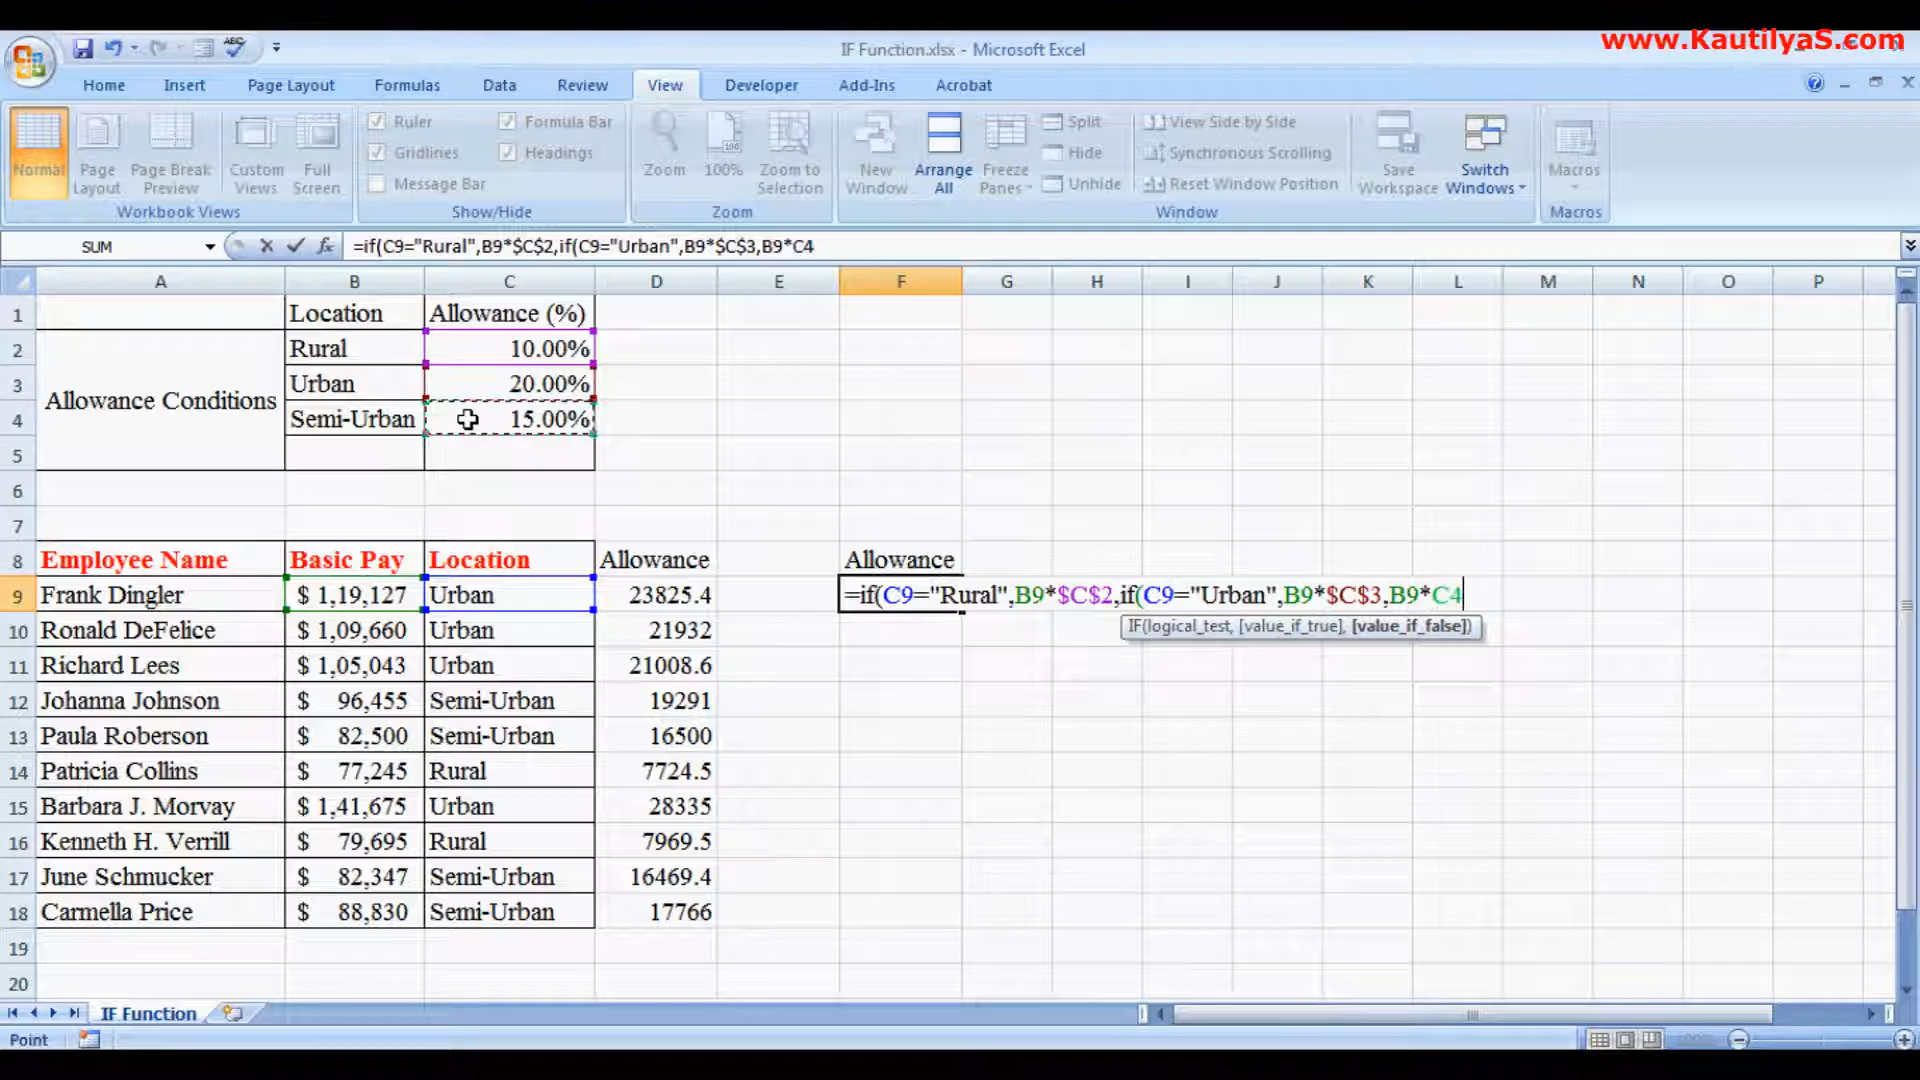 www.KautilyaS.com
IF Function.xlsx - Microsoft Excel
Home Insert Page Layout Formulas Data Review View Developer Add-Ins Acrobat
Normal
Page Layout
Page Break Preview
Custom Views
Full Screen
Workbook Views
Ruler
Formula Bar
Gridlines
Headings
Message Bar
Show/Hide
Zoom
100%
Zoom to Selection
Zoom
New Window
Arrange All
Freeze Panes
Split
Hide
Unhide
View Side by Side
Synchronous Scrolling
Reset Window Position
Window
Save Workspace
Switch Windows
Macros
Macros
SUM fx =if(C9="Rural",B9*$C$2,if(C9="Urban",B9*$C$3,B9*C4
A B C D E F G H I J K L M N O P
1 Location Allowance (%)
2 Rural 10.00%
3 Urban 20.00%
Allowance Conditions
4 Semi-Urban 15.00%
5
6
7
8 Employee Name Basic Pay Location Allowance Allowance
9 Frank Dingler $ 1,19,127 Urban 23825.4 =if(C9="Rural",B9*$C$2,if(C9="Urban",B9*$C$3,B9*C4
IF(logical_test, [value_if_true], [value_if_false])
10 Ronald DeFelice $ 1,09,660 Urban 21932
11 Richard Lees $ 1,05,043 Urban 21008.6
12 Johanna Johnson $ 96,455 Semi-Urban 19291
13 Paula Roberson $ 82,500 Semi-Urban 16500
14 Patricia Collins $ 77,245 Rural 7724.5
15 Barbara J. Morvay $ 1,41,675 Urban 28335
16 Kenneth H. Verrill $ 79,695 Rural 7969.5
17 June Schmucker $ 82,347 Semi-Urban 16469.4
18 Carmella Price $ 88,830 Semi-Urban 17766
19
20
IF Function
Point